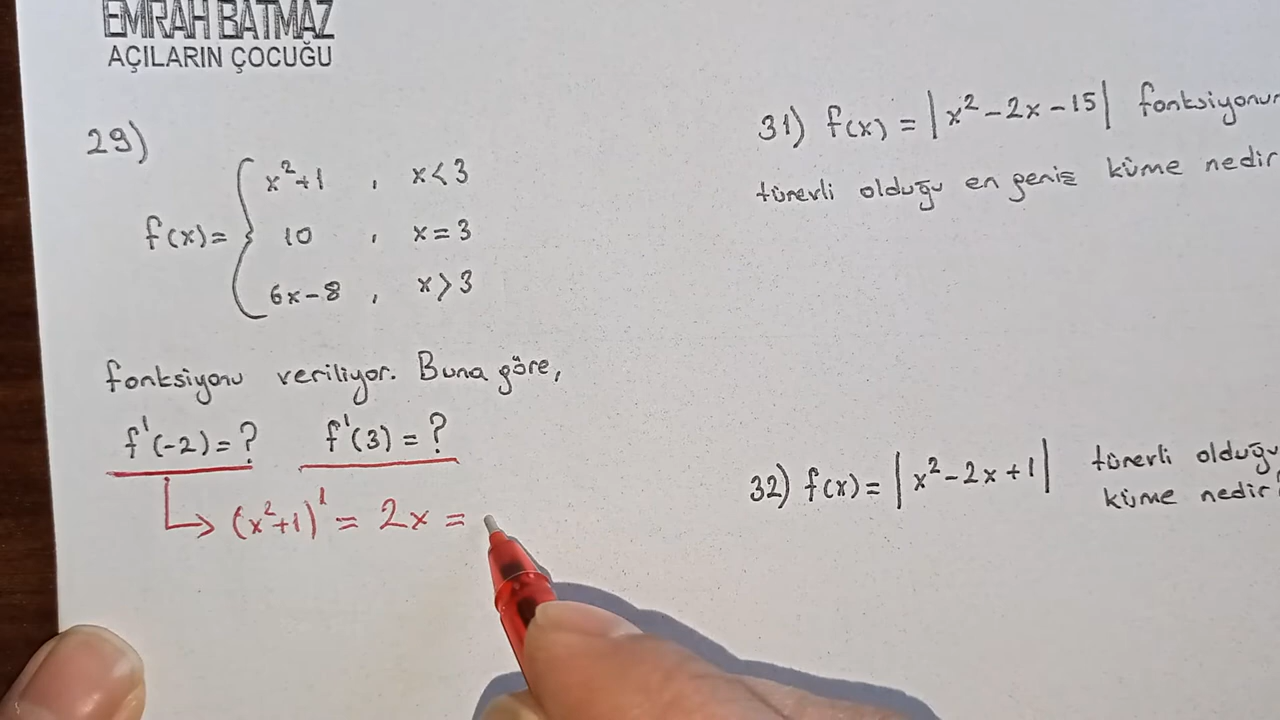 EMRAH BATMAZ
AÇILARIN ÇOCUĞU
29)
f(x)= { x²+1 , x<3
10 , x=3
6x-8 , x>3
fonksiyonu veriliyor. Buna göre,
f'(-2)=? f'(3)=?
(x²+1)' = 2x =
31) f(x) = |x²-2x-15| fonksiyonun
türevli olduğu en geniş küme nedir
32) f(x)= |x²-2x+1| türevli olduğu
küme nedir?